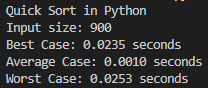 Quick Sort in Python
Input size: 900
Best Case: 0.0235 seconds
Average Case: 0.0010 seconds
Worst Case: 0.0253 seconds